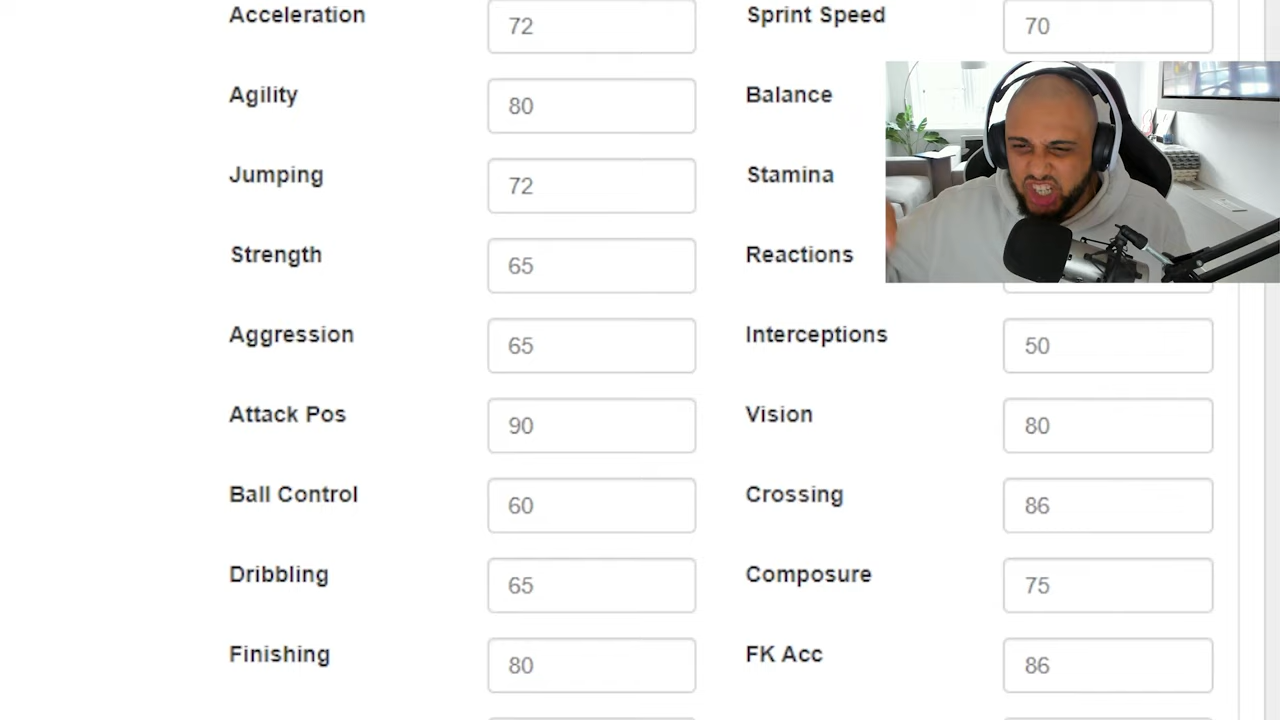 Acceleration 72 Sprint Speed 70
Agility 80 Balance
Jumping 72 Stamina
Strength 65 Reactions
Aggression 65 Interceptions 50
Attack Pos 90 Vision 80
Ball Control 60 Crossing 86
Dribbling 65 Composure 75
Finishing 80 FK Acc 86